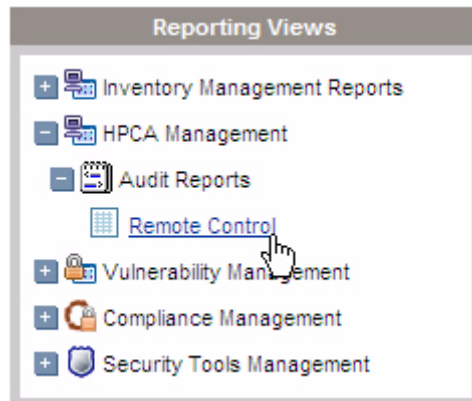 Reporting Views
Inventory Management Reports
HPCA Management
Audit Reports
Remote Control
Vulnerability Management
Compliance Management
Security Tools Management